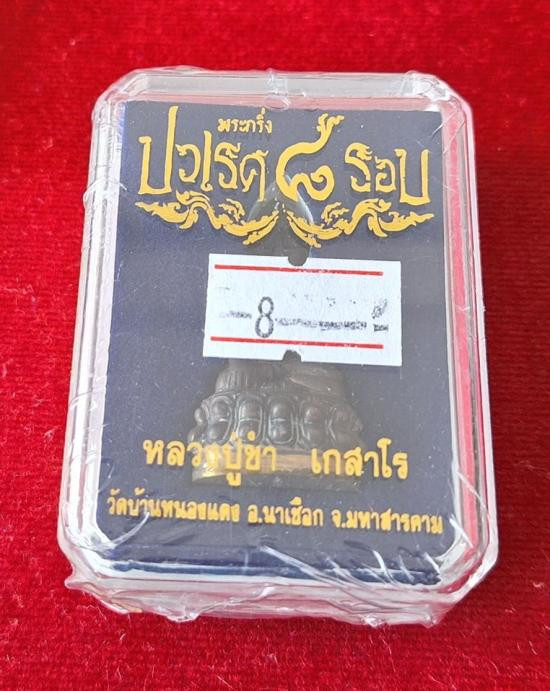 พระกริ่ง
ปวเรศ ๘ รอบ
8
หลวงปู่ขำ เกสาโร
วัดบ้านหนองแดง อ.นาเชือก จ.มหาสารคาม